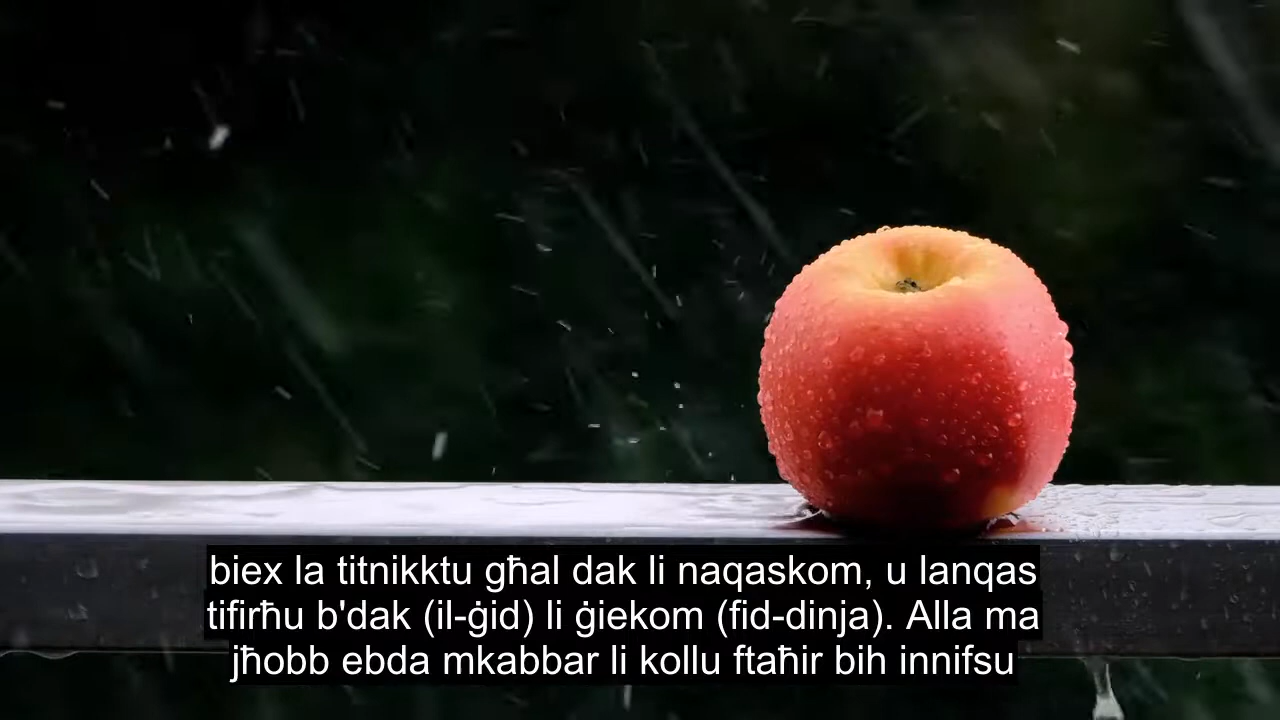 biex la titnikktu għal dak li naqaskom, u lanqas
tifirħu b'dak (il-ġid) li ġiekom (fid-dinja). Alla ma
jħobb ebda mkabbar li kollu ftaħir bih innifsu